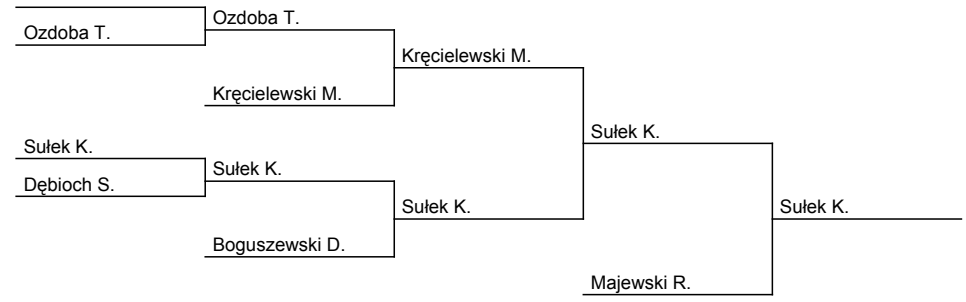 Ozdoba T.
Ozdoba T.
Kręcielewski M.
Kręcielewski M.
Sułek K.
Sułek K.
Dębioch S.
Sułek K.
Sułek K.
Sułek K.
Boguszewski D.
Majewski R.